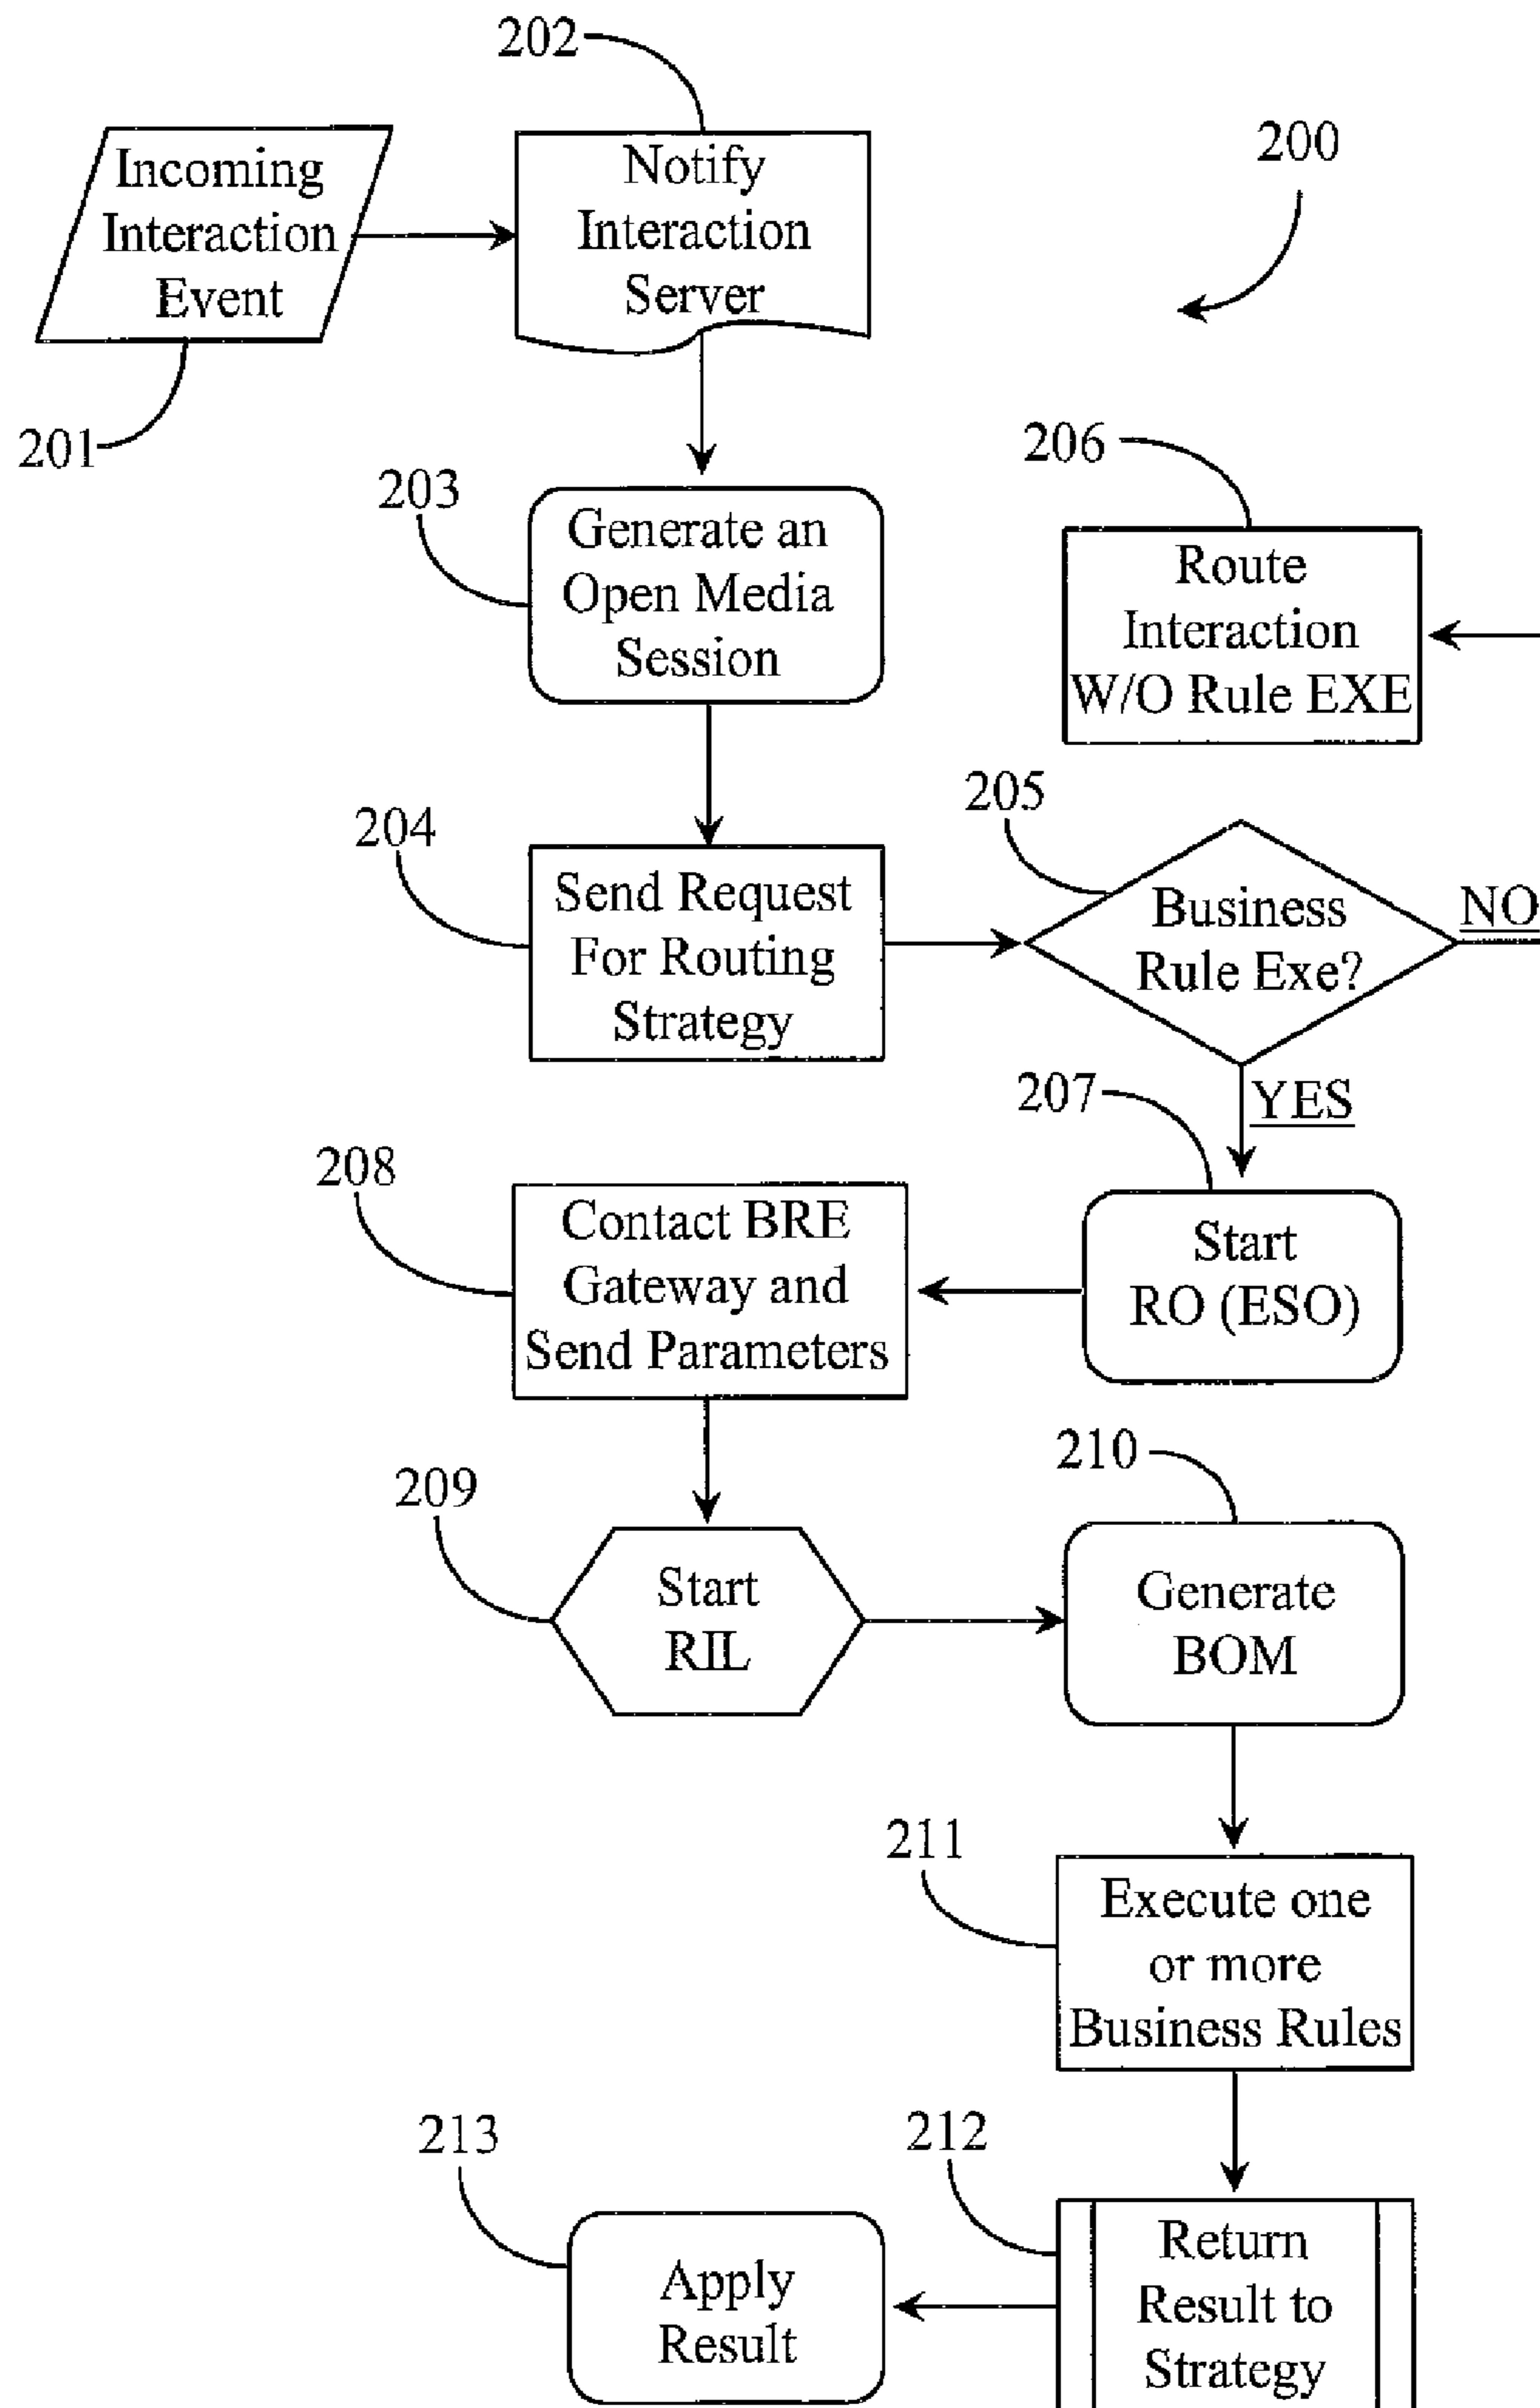 202
200
Incoming
Interaction
Event
Notify
Interaction
Server
201
203
206
Generate an
Open Media
Session
Route
Interaction
W/O Rule EXE
204
205
Send Request
For Routing
Strategy
Business
Rule Exe?
NO
207
YES
208
Contact BRE
Gateway and
Send Parameters
Start
RO (ESO)
209
210
Start
RIL
Generate
BOM
211
Execute one
or more
Business Rules
213
212
Apply
Result
Return
Result to
Strategy